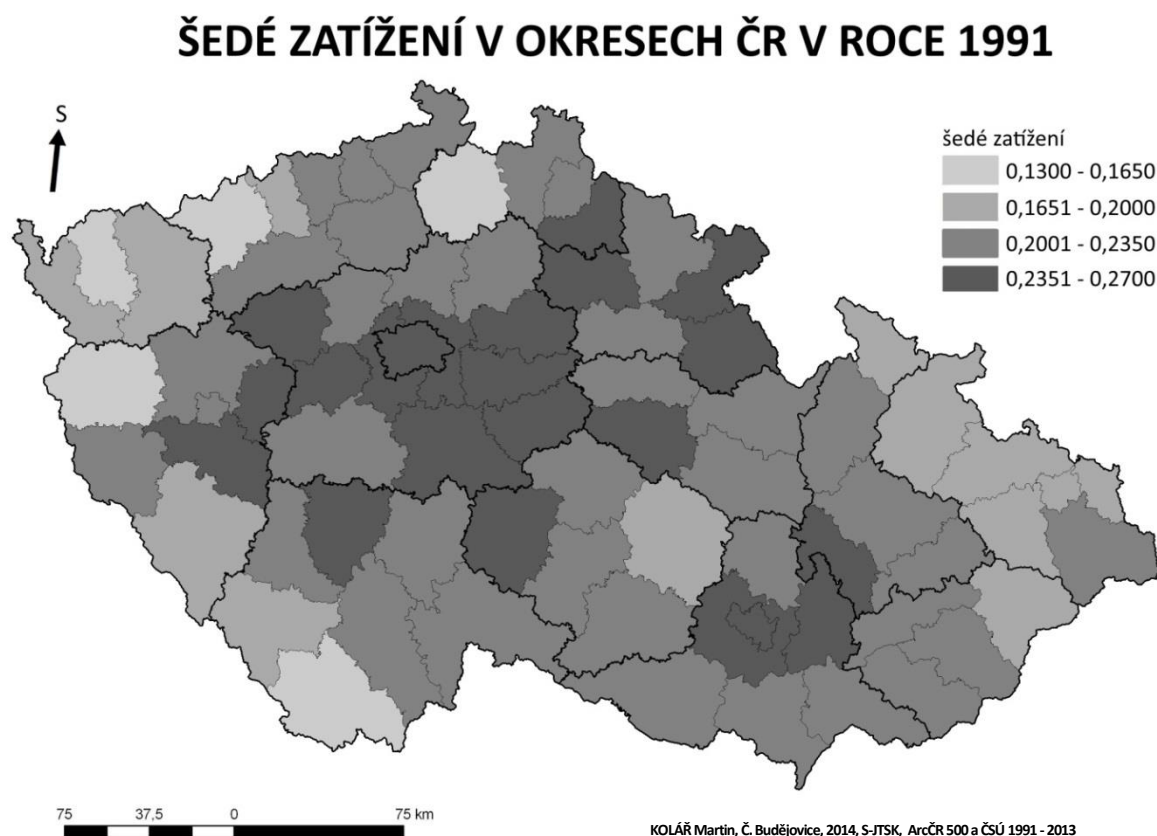 ŠEDÉ ZATÍŽENÍ V OKRESECH ČR V ROCE 1991
S
šedé zatížení
0,1300 - 0,1650
0,1651 - 0,2000
0,2001 - 0,2350
0,2351 - 0,2700
75 37,5 0 75 km
KOLÁŘ Martin, Č. Budějovice, 2014, S-JTSK, ArcČR 500 a ČSÚ 1991 - 2013